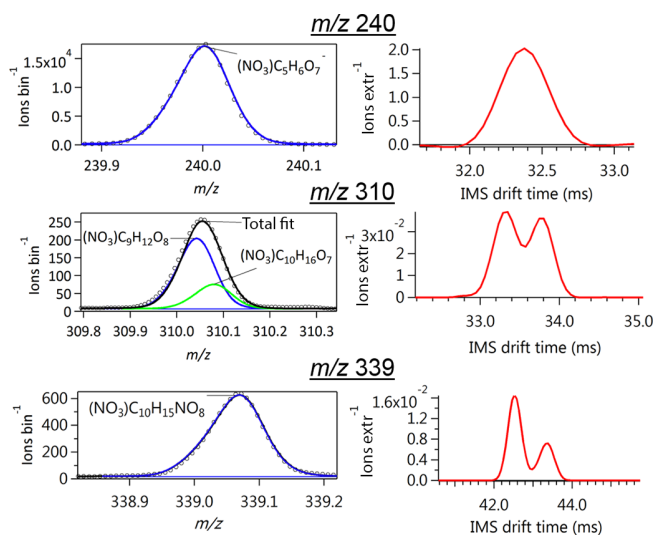 m/z 240
Ions bin-1
1.5x10^4
1.0
0.5
0.0
(NO3)C5H6O7-
239.9
240.0
240.1
m/z
Ions extr-1
2.0
1.5
1.0
0.5
0.0
32.0
32.5
33.0
IMS drift time (ms)
m/z 310
Ions bin-1
250
200
150
100
50
0
Total fit
(NO3)C9H12O8
(NO3)C10H16O7
309.8
309.9
310.0
310.1
310.2
310.3
m/z
Ions extr-1
3x10-2
2
1
0
33.0
34.0
35.0
IMS drift time (ms)
m/z 339
Ions bin-1
600
400
200
0
(NO3)C10H15NO8
338.9
339.0
339.1
339.2
m/z
Ions extr-1
1.6x10-2
1.2
0.8
0.4
0
42.0
44.0
IMS drift time (ms)